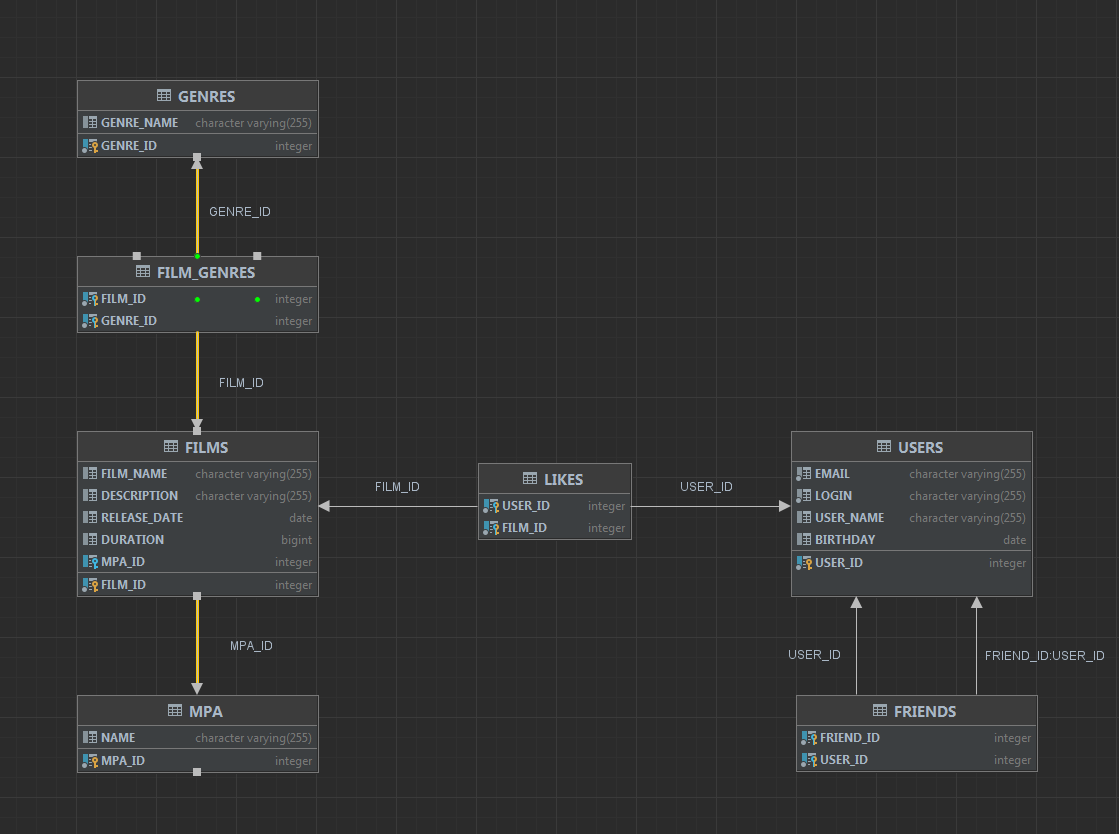 GENRES
GENRE_NAME character varying(255)
GENRE_ID integer
GENRE_ID
FILM_GENRES
FILM_ID integer
GENRE_ID integer
FILM_ID
FILMS
FILM_NAME character varying(255)
DESCRIPTION character varying(255)
RELEASE_DATE date
DURATION bigint
MPA_ID integer
FILM_ID integer
MPA_ID
MPA
NAME character varying(255)
MPA_ID integer
FILM_ID
LIKES
USER_ID integer
FILM_ID integer
USER_ID
USERS
EMAIL character varying(255)
LOGIN character varying(255)
USER_NAME character varying(255)
BIRTHDAY date
USER_ID integer
USER_ID
FRIEND_ID:USER_ID
FRIENDS
FRIEND_ID integer
USER_ID integer